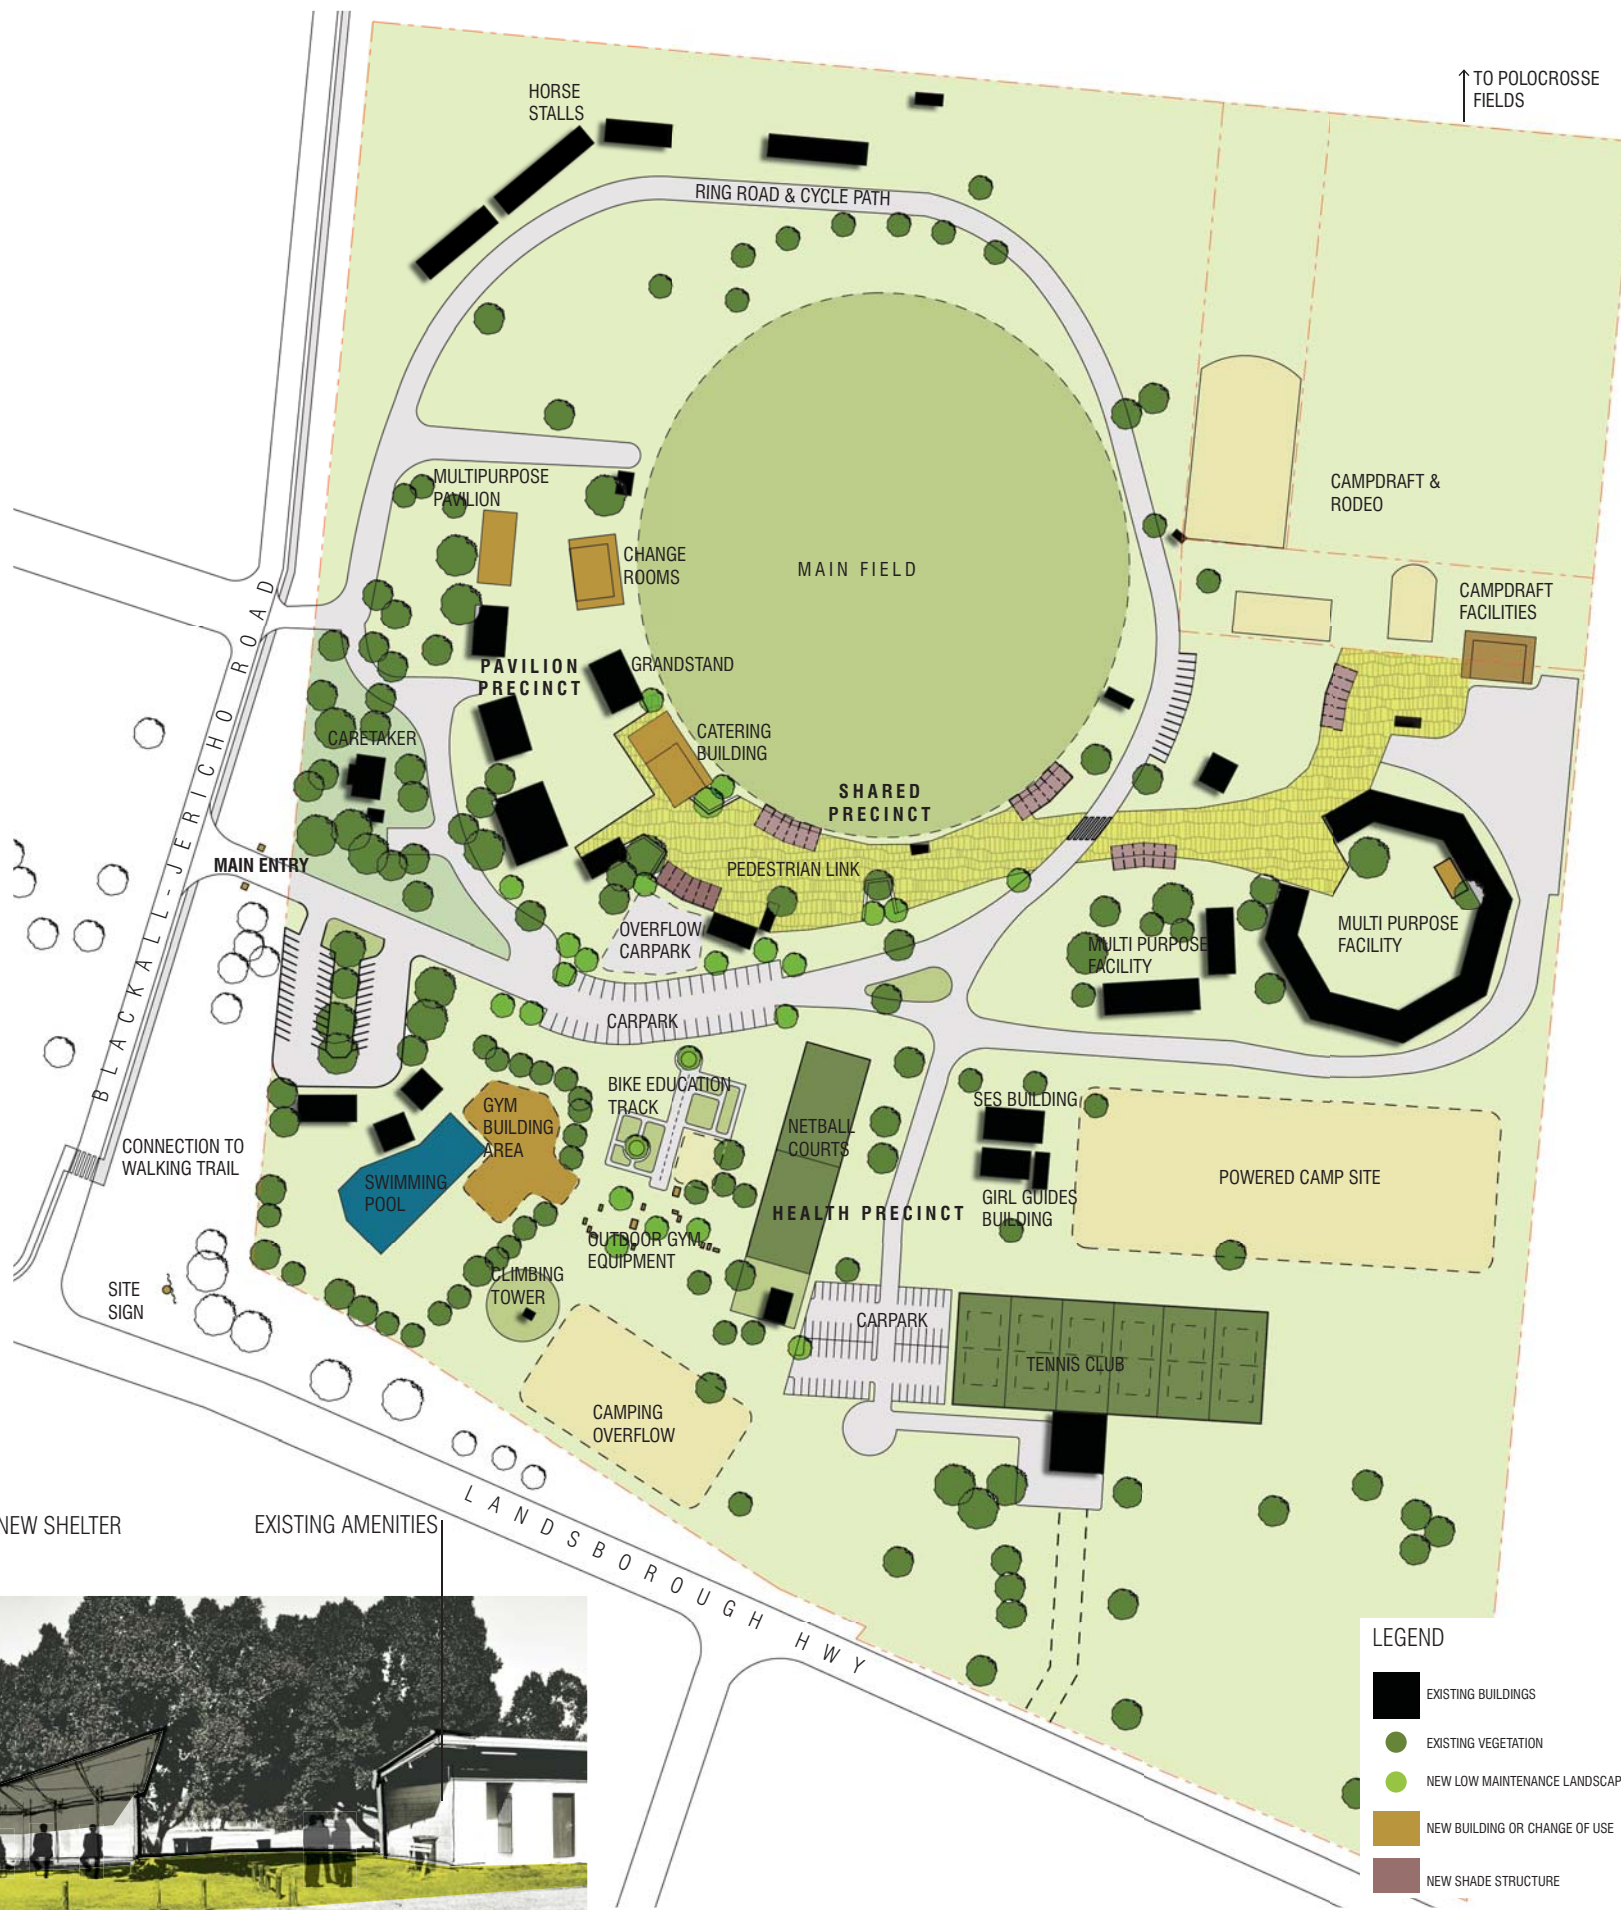 HORSE
STALLS
TO POLOCROSSE
FIELDS
RING ROAD & CYCLE PATH
MULTIPURPOSE
PAVILION
CHANGE
ROOMS
MAIN FIELD
CAMPDRAFT &
RODEO
CAMPDRAFT
FACILITIES
PAVILION
PRECINCT
GRANDSTAND
CARETAKER
CATERING
BUILDING
SHARED
PRECINCT
MAIN ENTRY
PEDESTRIAN LINK
OVERFLOW
CARPARK
MULTI PURPOSE
FACILITY
MULTI PURPOSE
FACILITY
CARPARK
BLACKALL-JERICHO ROAD
BIKE EDUCATION
TRACK
GYM
BUILDING
AREA
NETBALL
COURTS
SES BUILDING
CONNECTION TO
WALKING TRAIL
SWIMMING
POOL
POWERED CAMP SITE
GIRL GUIDES
BUILDING
HEALTH PRECINCT
OUTDOOR GYM
EQUIPMENT
CLIMBING
TOWER
SITE
SIGN
CARPARK
TENNIS CLUB
CAMPING
OVERFLOW
LANDSBOROUGH HWY
NEW SHELTER
EXISTING AMENITIES
LEGEND
EXISTING BUILDINGS
EXISTING VEGETATION
NEW LOW MAINTENANCE LANDSCAP
NEW BUILDING OR CHANGE OF USE
NEW SHADE STRUCTURE